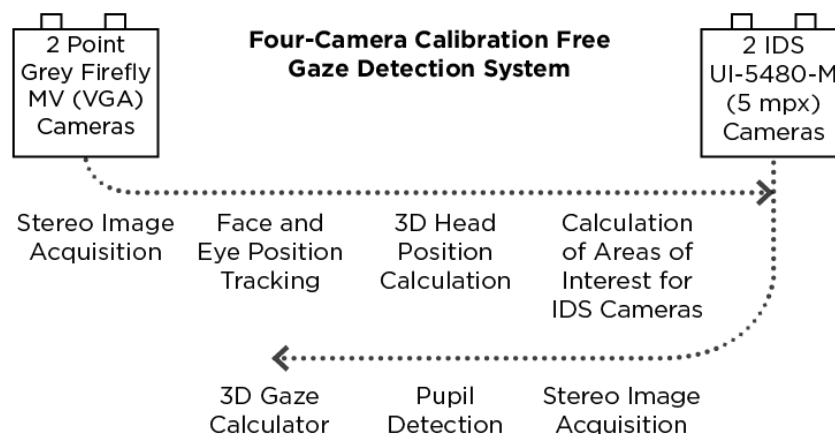 2 Point
Grey Firefly
MV (VGA)
Cameras
Four-Camera Calibration Free
Gaze Detection System
2 IDS
UI-5480-M
(5 mpx)
Cameras
Stereo Image
Acquisition
Face and
Eye Position
Tracking
3D Head
Position
Calculation
Calculation
of Areas of
Interest for
IDS Cameras
3D Gaze
Calculator
Pupil
Detection
Stereo Image
Acquisition